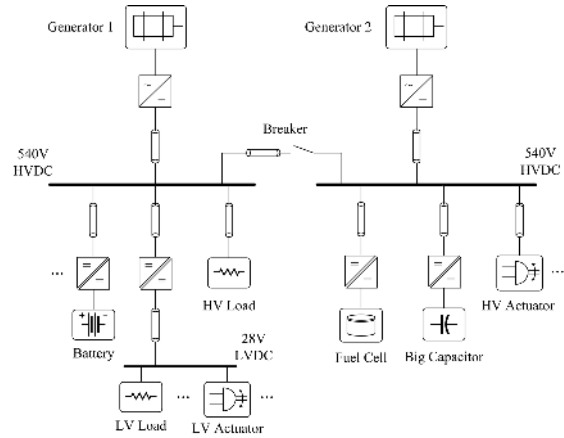 Generator 1
Generator 2
Breaker
540V
HVDC
540V
HVDC
...
HV Load
HV Actuator
...
Battery
28V
LVDC
Fuel Cell
Big Capacitor
...
...
LV Load
LV Actuator